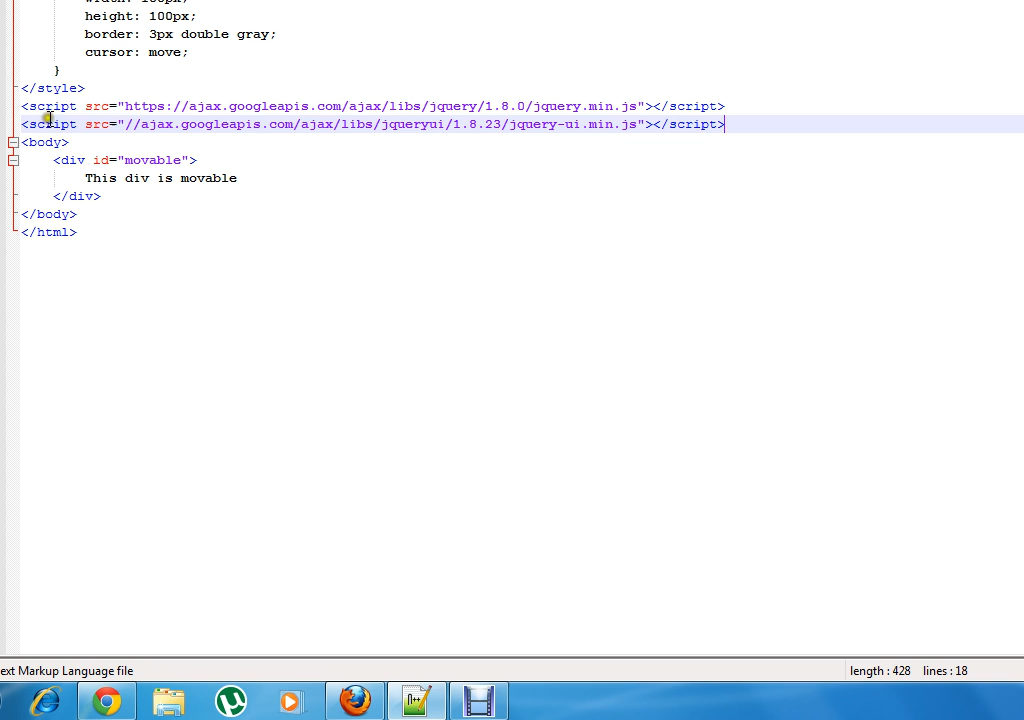 width: 100px;
height: 100px;
border: 3px double gray;
cursor: move;
}
</style>
<script src="https://ajax.googleapis.com/ajax/libs/jquery/1.8.0/jquery.min.js"></script>
<script src="//ajax.googleapis.com/ajax/libs/jqueryui/1.8.23/jquery-ui.min.js"></script>
<body>
<div id="movable">
This div is movable
</div>
</body>
</html>
ext Markup Language file
length : 428 lines : 18